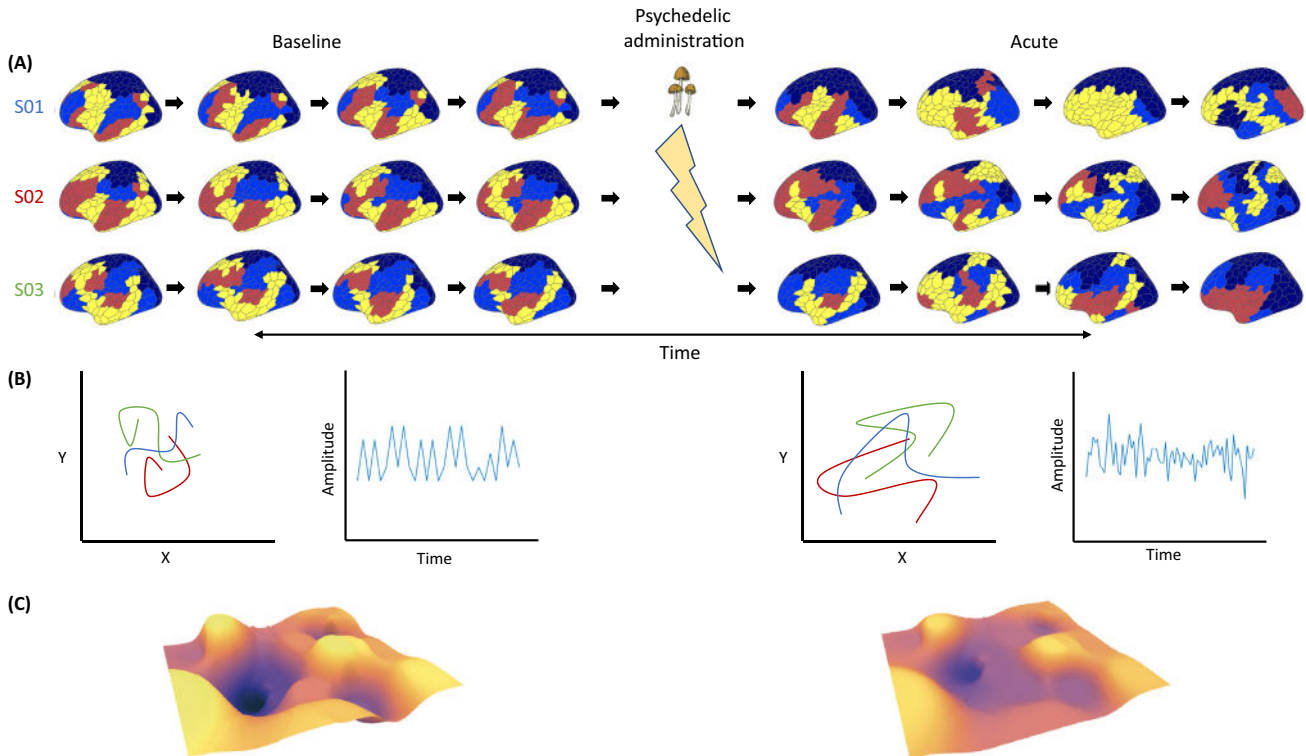 Psychedelic
administration
Baseline
Acute
(A)
S01
S02
S03
Time
(B)
Y
X
Amplitude
Time
Y
X
Amplitude
Time
(C)